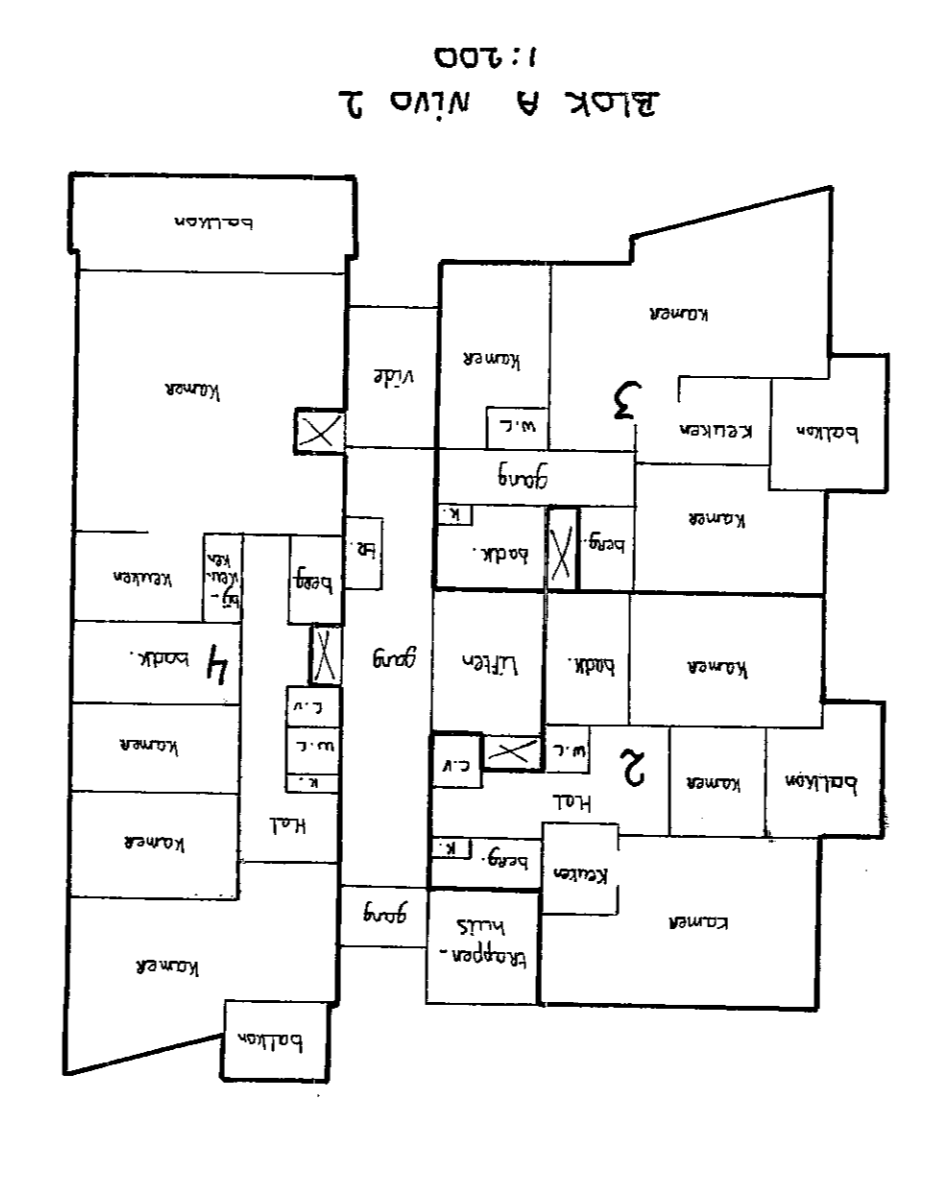 balkon
kamer
trappen-
huis
gang
kamer
keuken
berg.
k.
kamer
Hal
Hal
k.
balkon
kamer
2
w.c
c.v
w.c
kamer
c.v
kamer
badk.
Liften
gang
4
badk.
berg
bij-
keu-
ken
keuken
kamer
berg.
badk.
k.
gang
balkon
keuken
3
w.c
kamer
vide
kamer
kamer
balkon
BLOK A NIVO 2
1:200